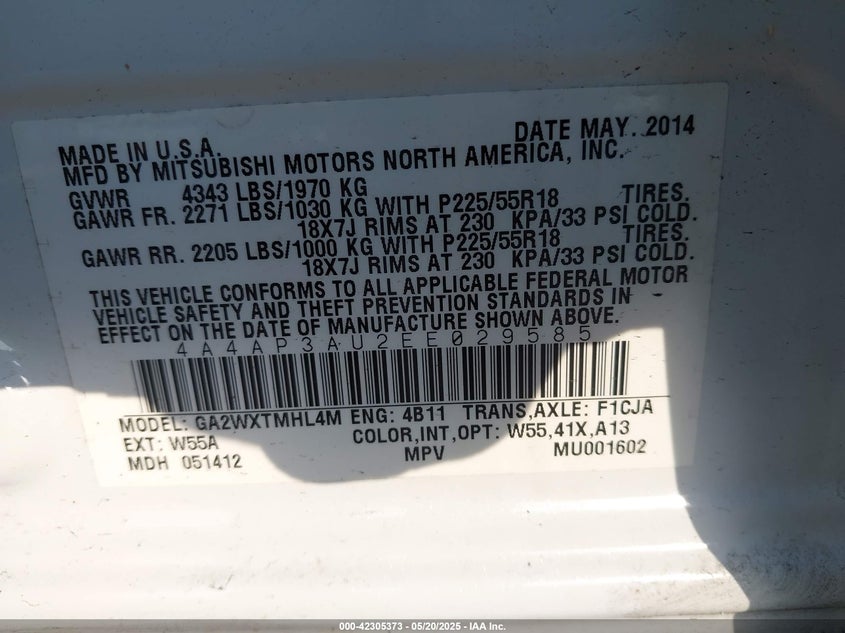 MADE IN U.S.A. DATE MAY. 2014
MFD BY MITSUBISHI MOTORS NORTH AMERICA, INC.
GVWR 4343 LBS/1970 KG
GAWR FR. 2271 LBS/1030 KG WITH P225/55R18 TIRES.
18X7J RIMS AT 230 KPA/33 PSI COLD.
GAWR RR. 2205 LBS/1000 KG WITH P225/55R18 TIRES.
18X7J RIMS AT 230 KPA/33 PSI COLD.
THIS VEHICLE CONFORMS TO ALL APPLICABLE FEDERAL MOTOR
VEHICLE SAFETY AND THEFT PREVENTION STANDARDS IN
EFFECT ON THE DATE OF MANUFACTURE SHOWN ABOVE.
4A4AP3AU2EE029585
MODEL: GA2WXTMHL4M ENG: 4B11 TRANS,AXLE: F1CJA
EXT: W55A COLOR,INT,OPT: W55,41X,A13
MDH 051412 MPV MU001602
000-42305373 - 05/20/2025 - IAA Inc.